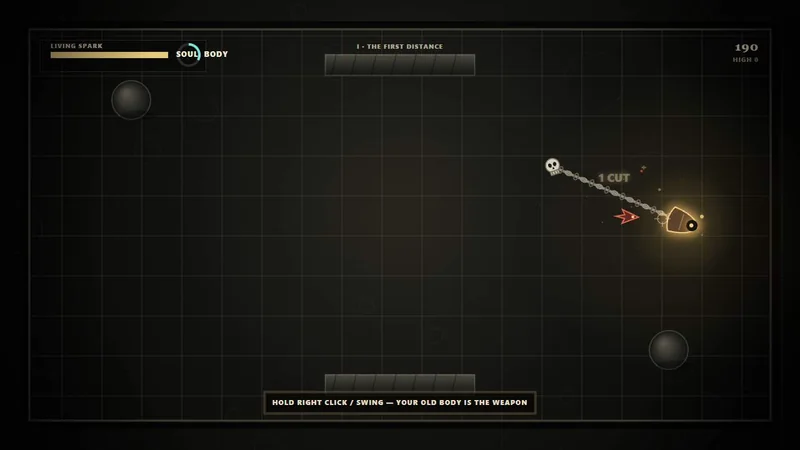 LIVING SPARK
SOUL BODY
I - THE FIRST DISTANCE
190
HIGH 0
1 CUT
HOLD RIGHT CLICK / SWING — YOUR OLD BODY IS THE WEAPON